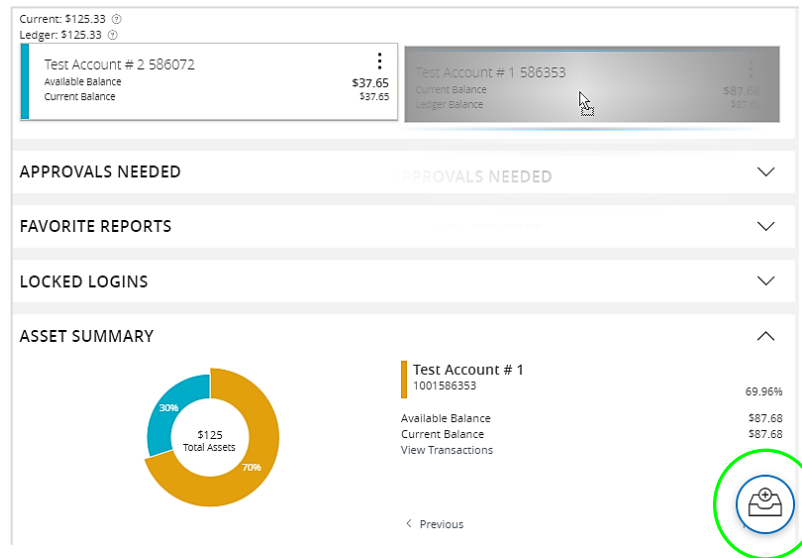 Current: $125.33
Ledger: $125.33
Test Account # 2 586072
Available Balance $37.65
Current Balance $37.65
Test Account # 1 586353
Current Balance $87.68
Ledger Balance
APPROVALS NEEDED
APPROVALS NEEDED
FAVORITE REPORTS
LOCKED LOGINS
ASSET SUMMARY
30%
$125
Total Assets
70%
Test Account # 1
1001586353
69.96%
Available Balance $87.68
Current Balance $87.68
View Transactions
< Previous